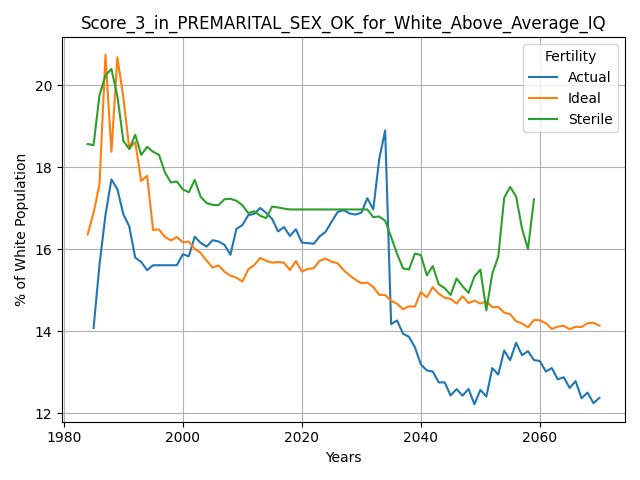 Score_3_in_PREMARITAL_SEX_OK_for_White_Above_Average_IQ
Fertility
Actual
Ideal
Sterile
% of White Population
20
18
16
14
12
1980
2000
2020
2040
2060
Years